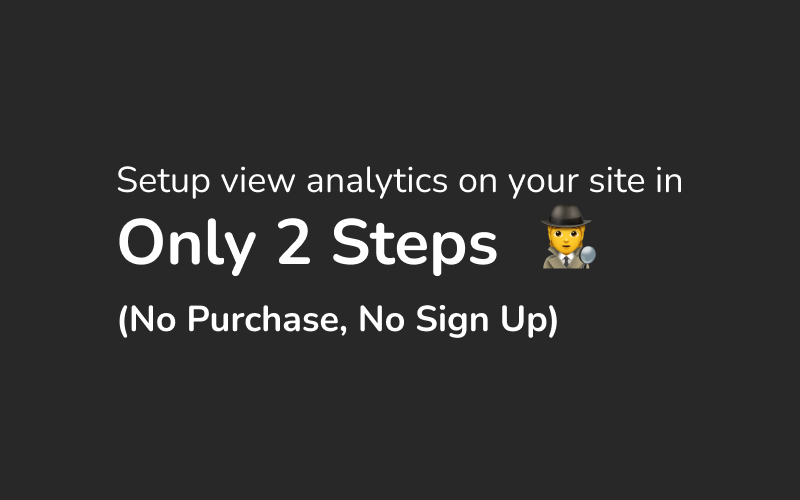 Setup view analytics on your site in
Only 2 Steps
(No Purchase, No Sign Up)